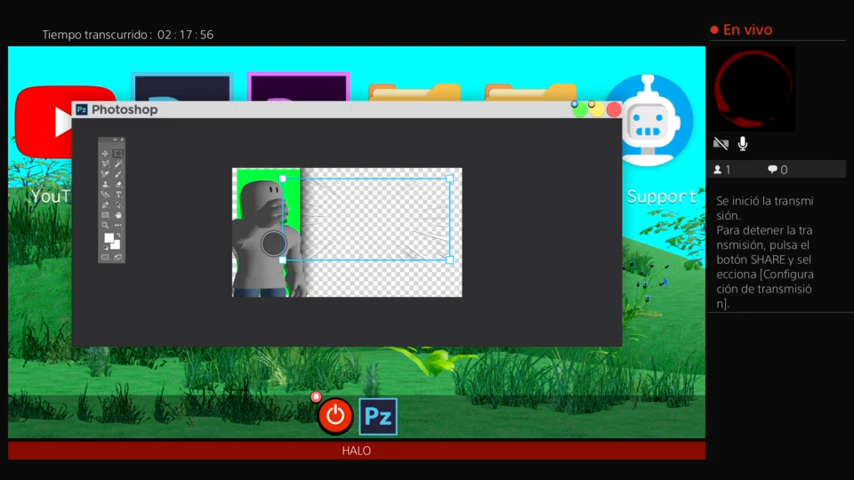 Tiempo transcurrido: 02:17:56
En vivo
Pz Photoshop
YouT
Support
1 0
Se inició la transmi
sión.
Para detener la tra
nsmisión, pulsa el
botón SHARE y sel
ecciona [Configura
ción de transmisió
n].
Pz
HALO